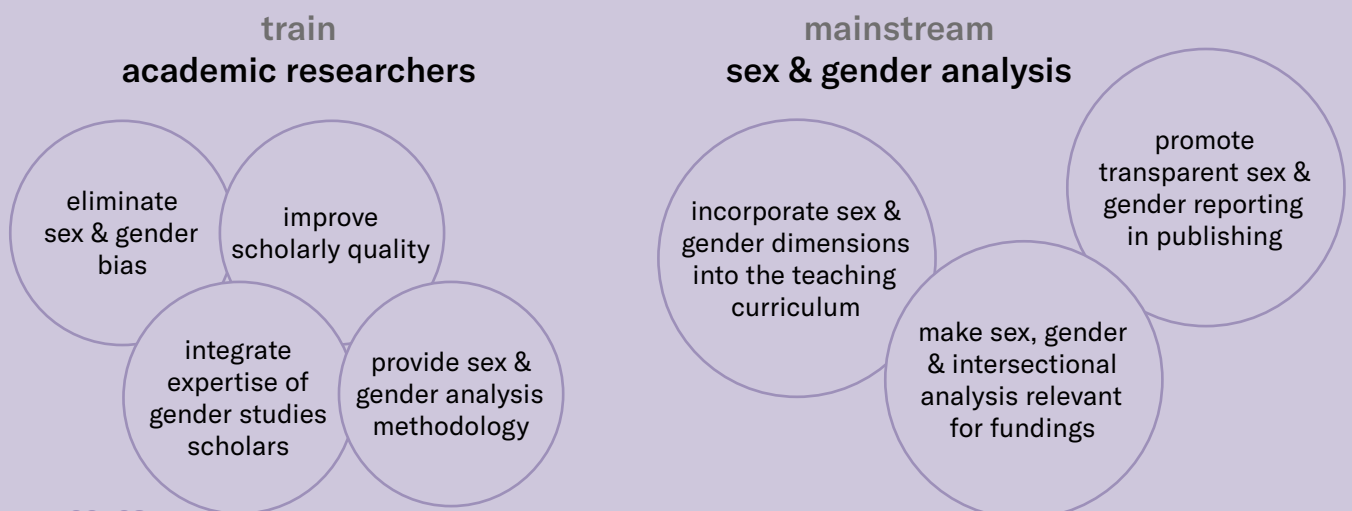 train
academic researchers
eliminate
sex & gender
bias
improve
scholarly quality
integrate
expertise of
gender studies
scholars
provide sex &
gender analysis
methodology
mainstream
sex & gender analysis
incorporate sex &
gender dimensions
into the teaching
curriculum
make sex, gender
& intersectional
analysis relevant
for fundings
promote
transparent sex &
gender reporting
in publishing